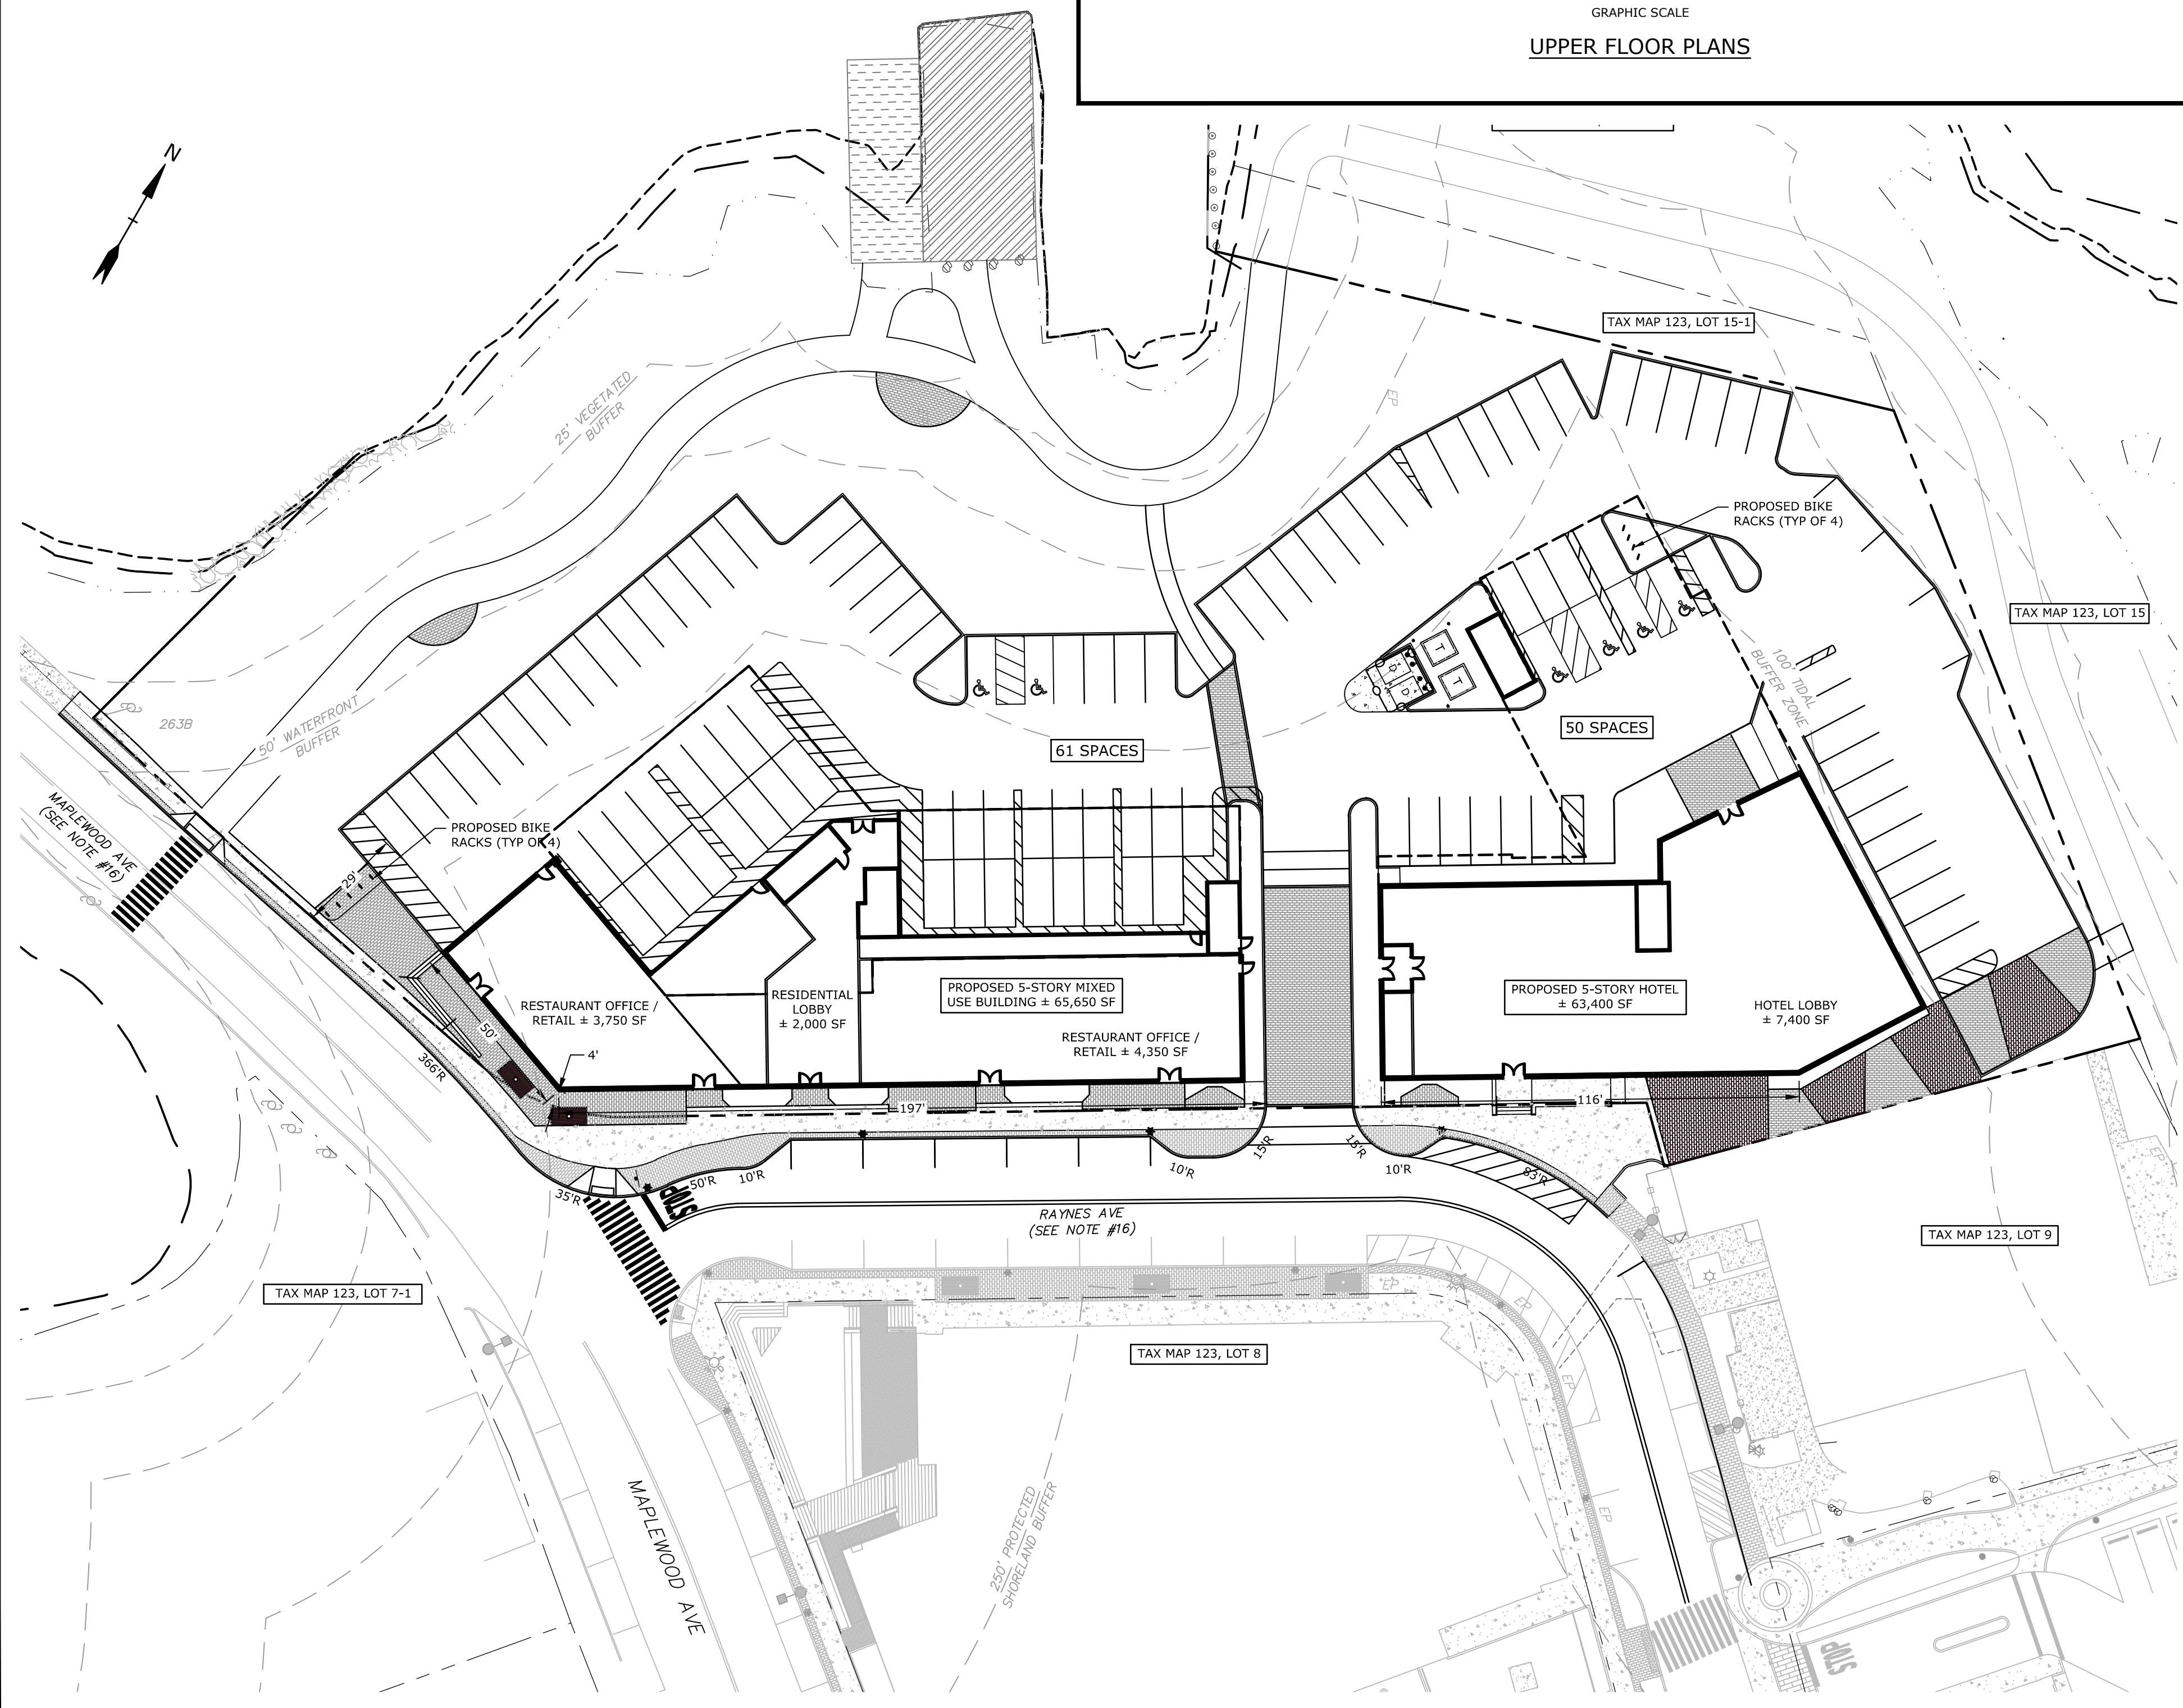 GRAPHIC SCALE
UPPER FLOOR PLANS
N
TAX MAP 123, LOT 15-1
25' VEGETATED
BUFFER
EP
PROPOSED BIKE
RACKS (TYP OF 4)
TAX MAP 123, LOT 15
100' TIDAL
BUFFER ZONE
T
T
D
D
263B
50' WATERFRONT
BUFFER
61 SPACES
50 SPACES
MAPLEWOOD AVE
(SEE NOTE #16)
PROPOSED BIKE
RACKS (TYP OF 4)
29'
RESTAURANT OFFICE /
RETAIL ± 3,750 SF
RESIDENTIAL
LOBBY
± 2,000 SF
PROPOSED 5-STORY MIXED
USE BUILDING ± 65,650 SF
RESTAURANT OFFICE /
RETAIL ± 4,350 SF
PROPOSED 5-STORY HOTEL
± 63,400 SF
HOTEL LOBBY
± 7,400 SF
50'
4'
366'R
197'
116'
35'R
50'R
10'R
10'R
15'R
15'R
10'R
83'R
STOP
RAYNES AVE
(SEE NOTE #16)
TAX MAP 123, LOT 9
EP
TAX MAP 123, LOT 7-1
EP
EP
TAX MAP 123, LOT 8
EP
MAPLEWOOD AVE
250' PROTECTED
SHORELAND BUFFER
EP
STOP